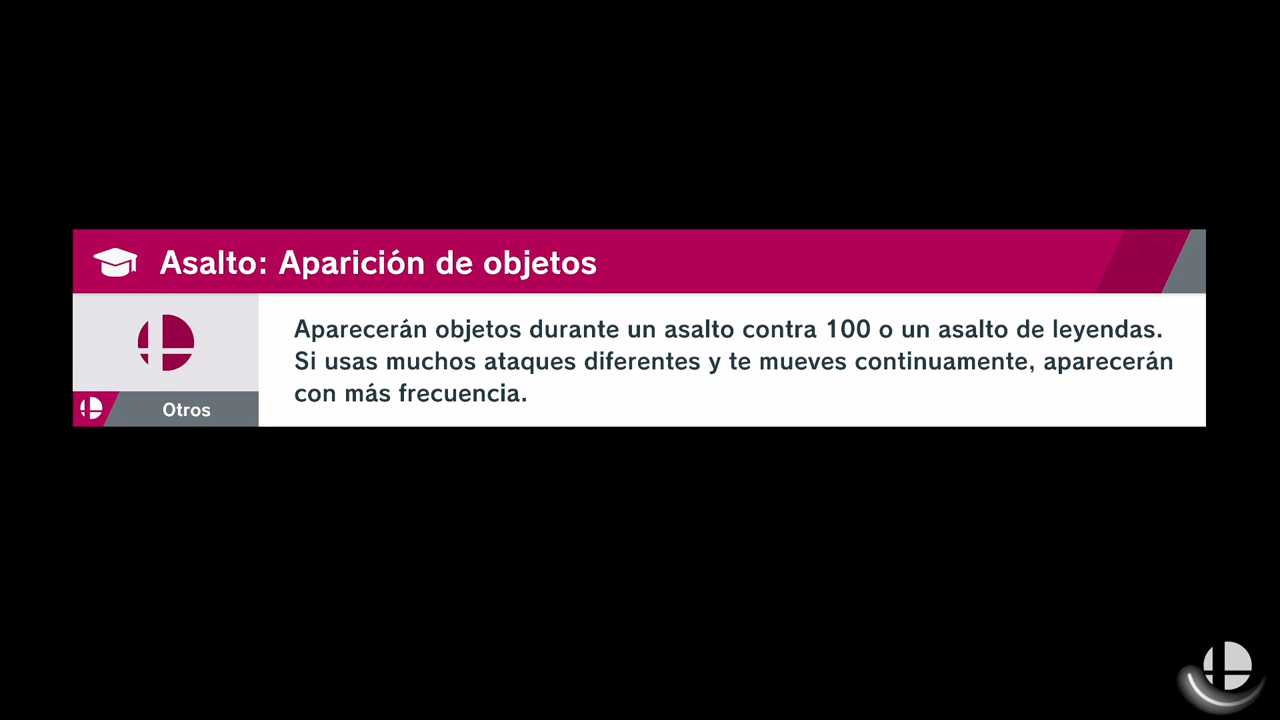 Asalto: Aparición de objetos
Aparecerán objetos durante un asalto contra 100 o un asalto de leyendas.
Si usas muchos ataques diferentes y te mueves continuamente, aparecerán
con más frecuencia.
Otros